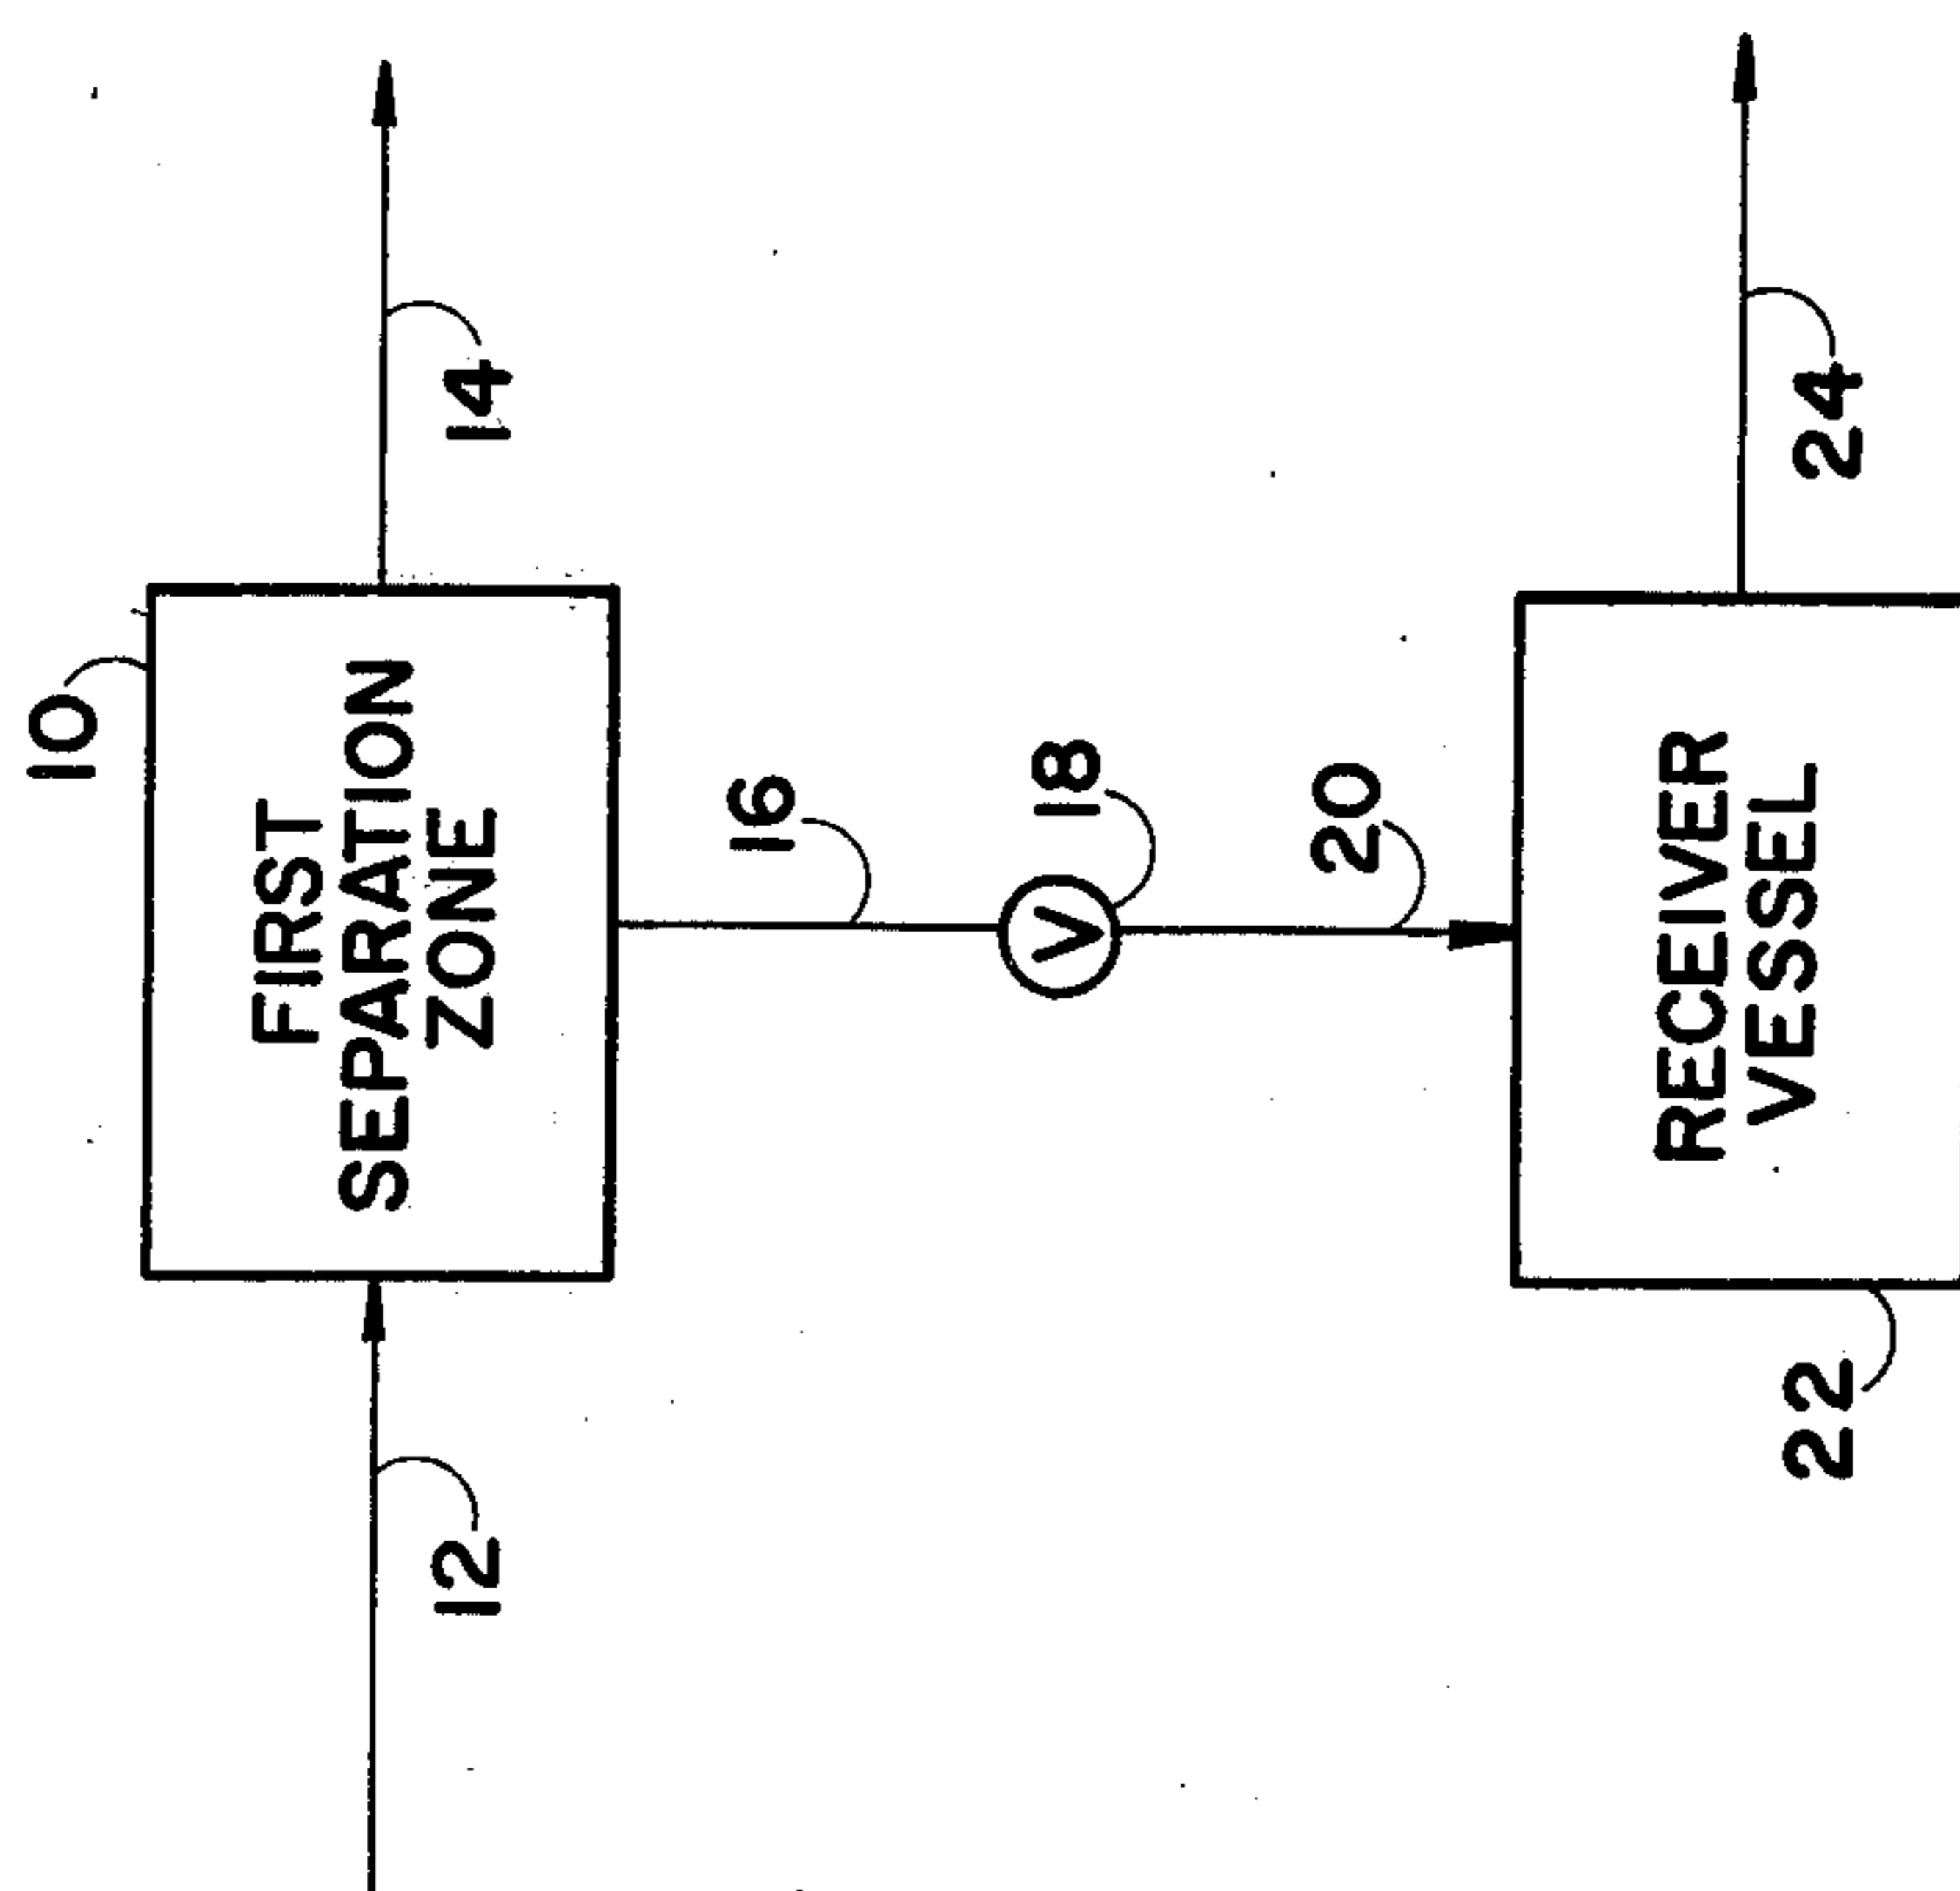 10
FIRST
SEPARATION
ZONE
14
12
16
18
V
20
RECEIVER
VESSEL
24
22